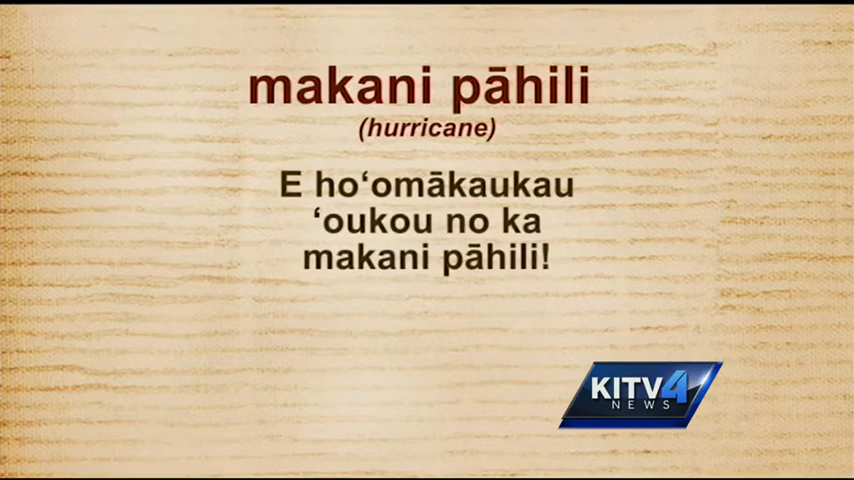 makani pāhili
(hurricane)
E hoʻomākaukau
ʻoukou no ka
makani pāhili!
KITV4
NEWS